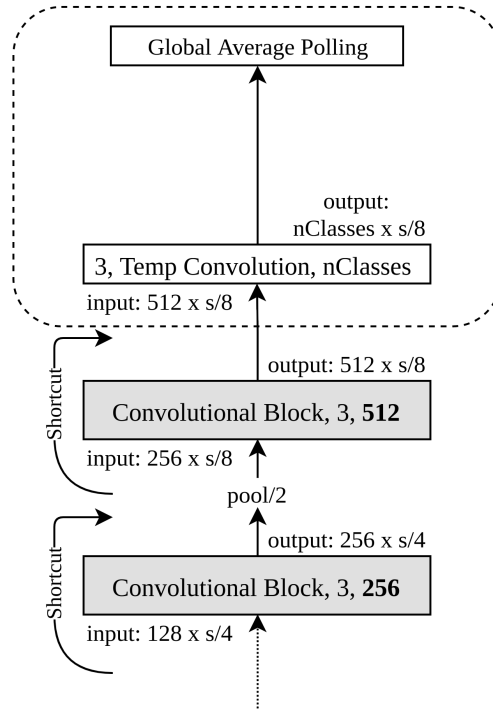 Global Average Polling
output:
nClasses x s/8
3, Temp Convolution, nClasses
input: 512 x s/8
output: 512 x s/8
Shortcut
Convolutional Block, 3, 512
input: 256 x s/8
pool/2
output: 256 x s/4
Shortcut
Convolutional Block, 3, 256
input: 128 x s/4